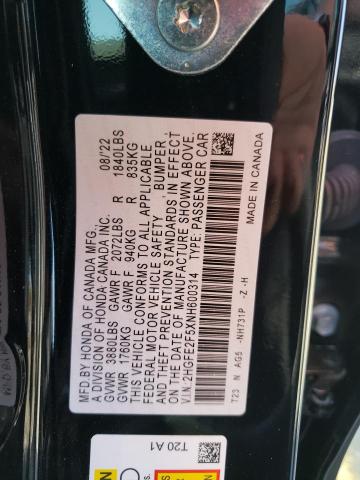 MFD.BY HONDA OF CANADA MFG., 08/'22
A DIVISION OF HONDA CANADA INC.
GVWR 3880LBS GAWR F 2072LBS R 1840LBS
GVWR 1760KG GAWR F 940KG R 835KG
THIS VEHICLE CONFORMS TO ALL APPLICABLE
FEDERAL MOTOR VEHICLE SAFETY, BUMPER,
AND THEFT PREVENTION STANDARDS IN EFFECT
ON THE DATE OF MANUFACTURE SHOWN ABOVE.
V.I.N:2HGFE2F5XNH600314 TYPE:PASSENGER CAR
T23 N AG5 -NH731P -Z -H
MADE IN CANADA
T20 A1